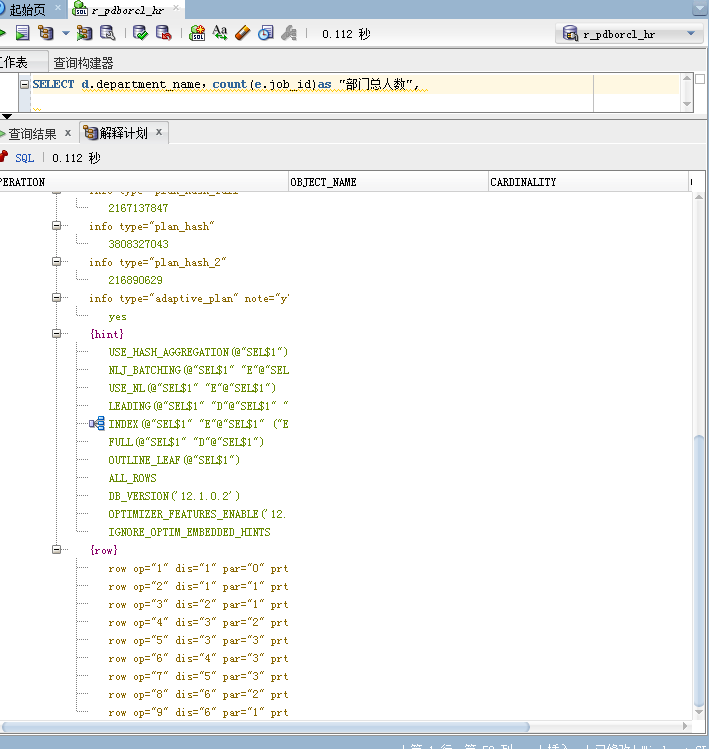 起始页 r_pdborcl_hr
0.112 秒 r_pdborcl_hr
工作表 查询构建器
SELECT d.department_name，count(e.job_id)as "部门总人数",
查询结果 x 解释计划 x
SQL | 0.112 秒
PERATION OBJECT_NAME CARDINALITY
info type="plan_hash_full"
2167137847
info type="plan_hash"
3808327043
info type="plan_hash_2"
216890629
info type="adaptive_plan" note="y"
yes
{hint}
USE_HASH_AGGREGATION(@"SEL$1")
NLJ_BATCHING(@"SEL$1" "E"@"SEL
USE_NL(@"SEL$1" "E"@"SEL$1")
LEADING(@"SEL$1" "D"@"SEL$1" "
INDEX(@"SEL$1" "E"@"SEL$1" ("E
FULL(@"SEL$1" "D"@"SEL$1")
OUTLINE_LEAF(@"SEL$1")
ALL_ROWS
DB_VERSION('12.1.0.2')
OPTIMIZER_FEATURES_ENABLE('12.
IGNORE_OPTIM_EMBEDDED_HINTS
{row}
row op="1" dis="1" par="0" prt
row op="2" dis="1" par="1" prt
row op="3" dis="2" par="1" prt
row op="4" dis="3" par="2" prt
row op="5" dis="3" par="3" prt
row op="6" dis="4" par="3" prt
row op="7" dis="5" par="3" prt
row op="8" dis="6" par="2" prt
row op="9" dis="6" par="1" prt